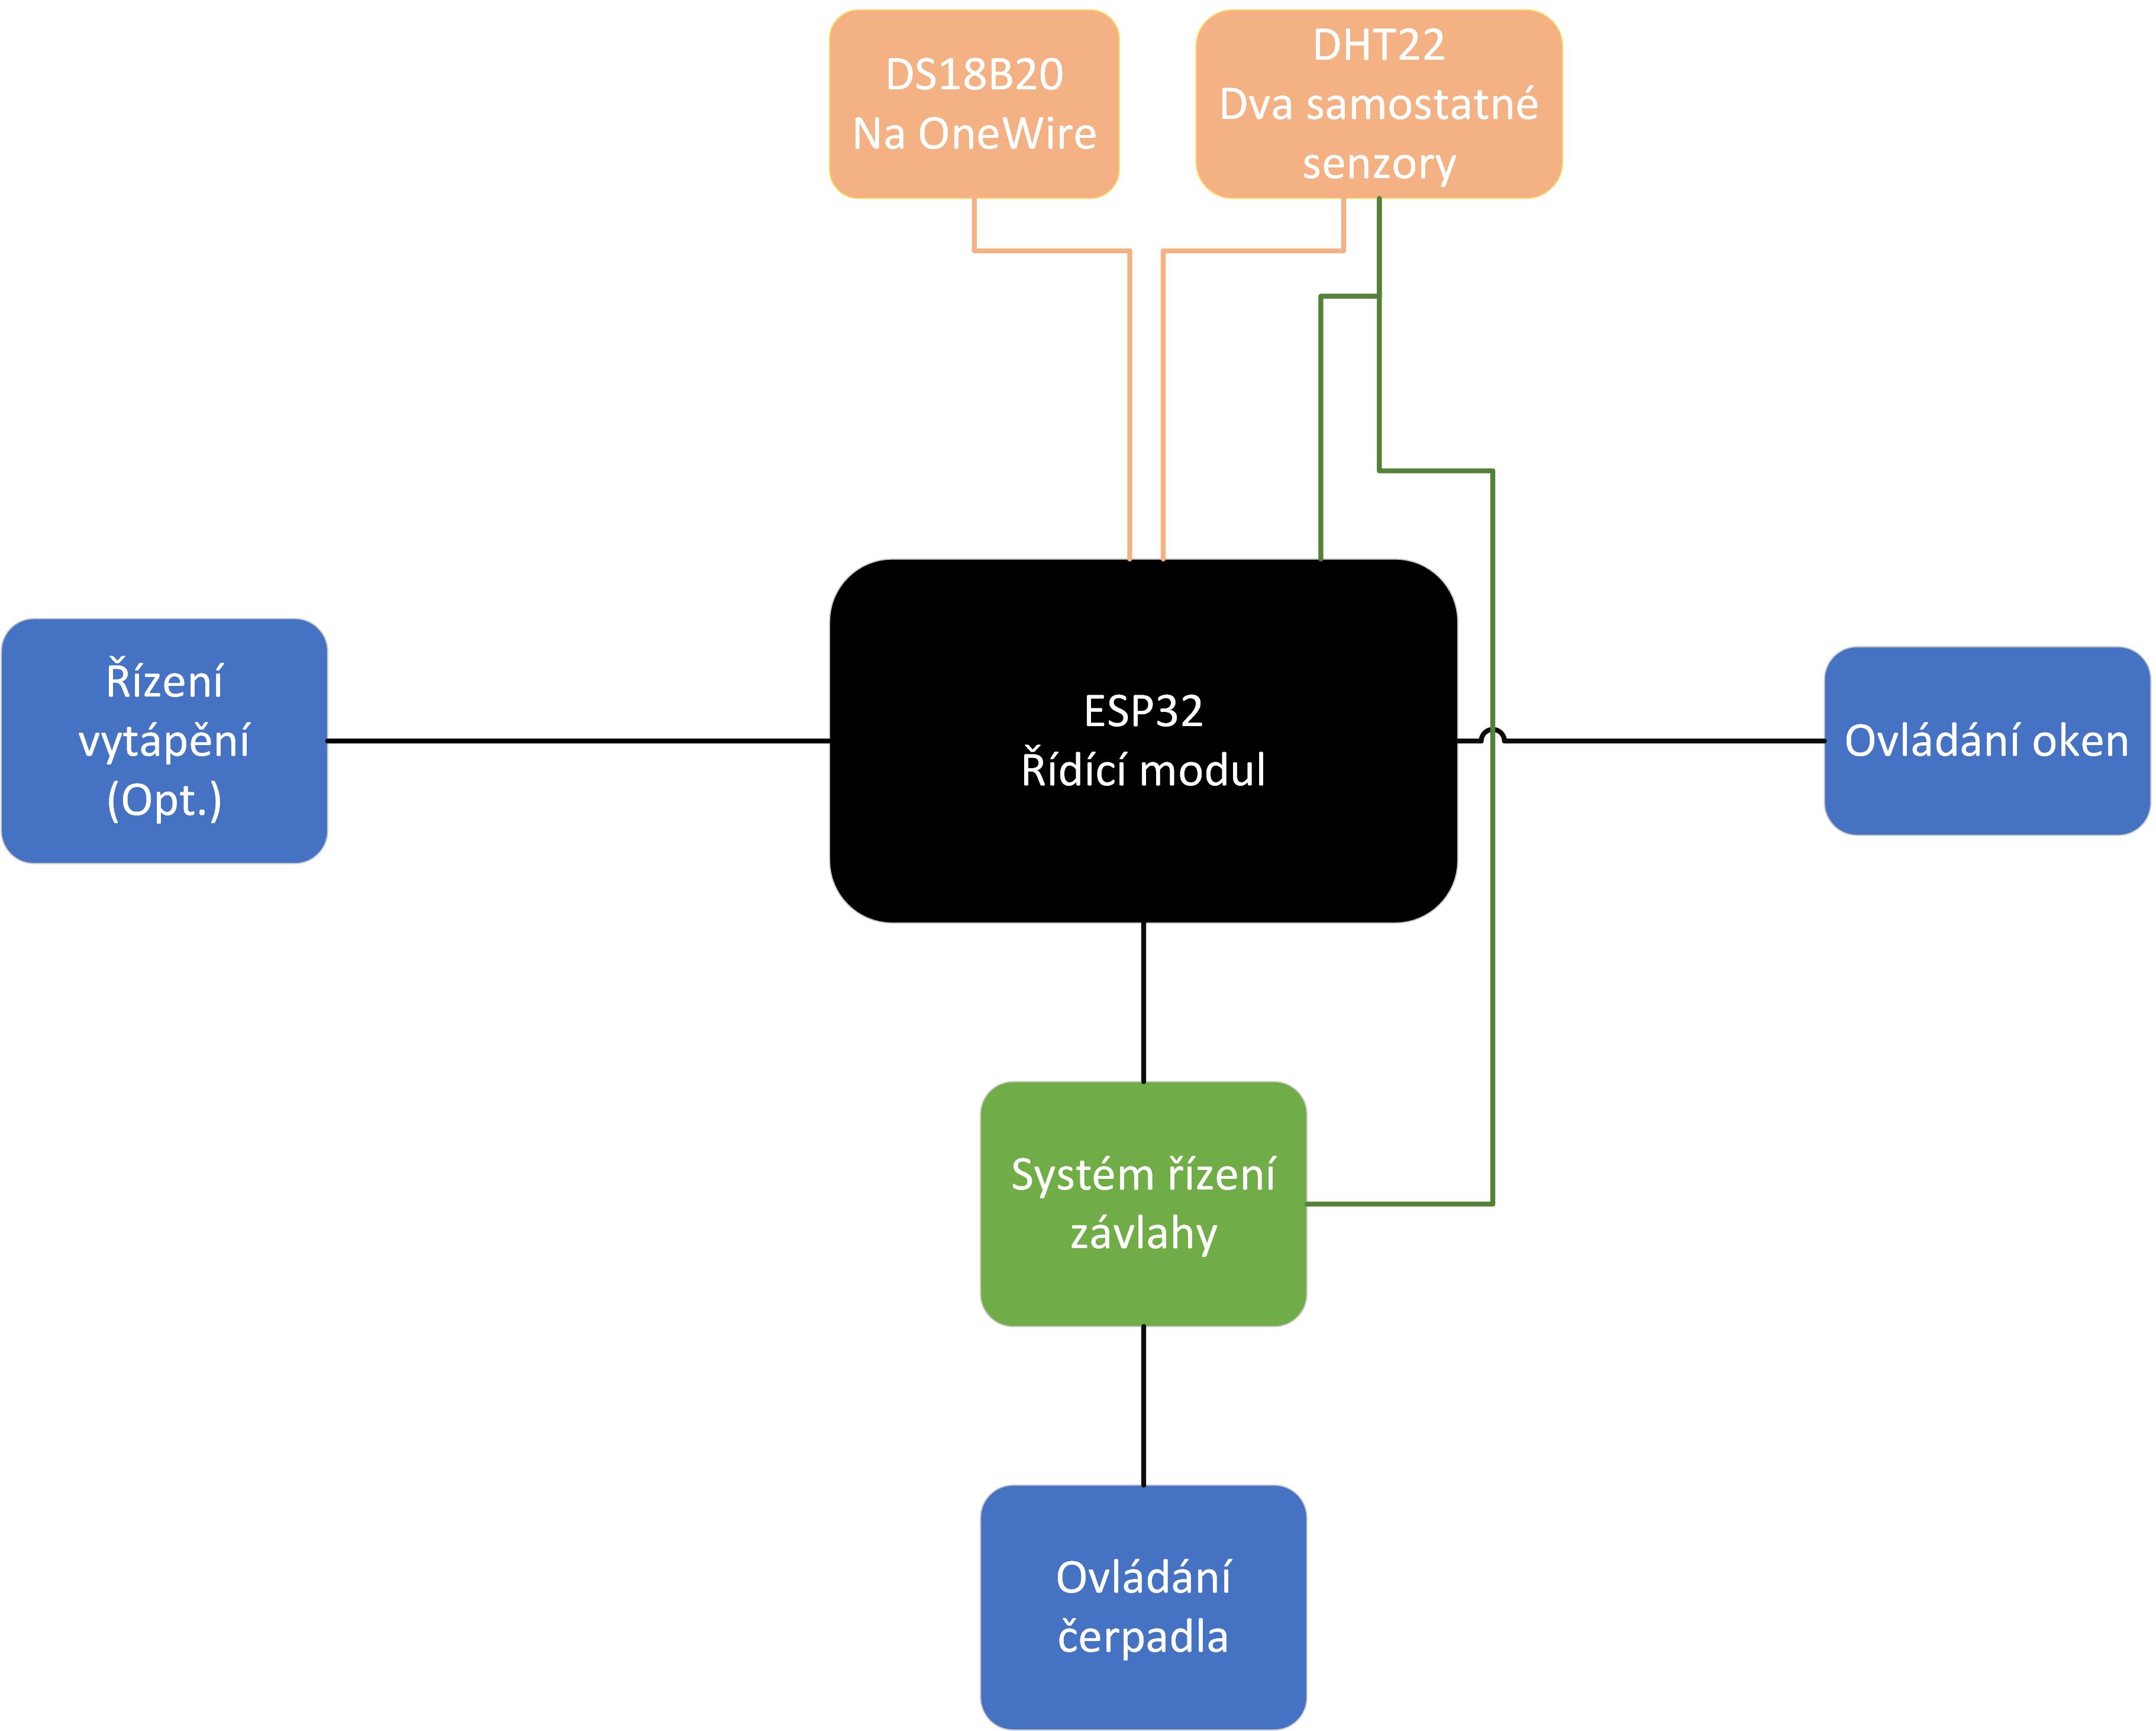 DS18B20
Na OneWire
DHT22
Dva samostatné
senzory
Řízení
vytápění
(Opt.)
ESP32
Řídící modul
Ovládání oken
Systém řízení
závlahy
Ovládání
čerpadla